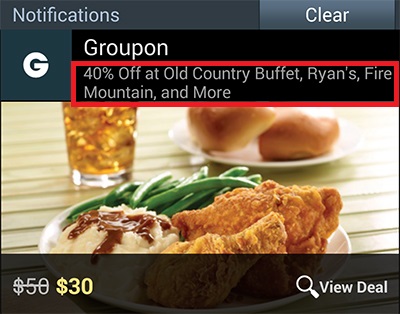 Notifications Clear
G
Groupon
40% Off at Old Country Buffet, Ryan's, Fire
Mountain, and More
$50 $30 View Deal